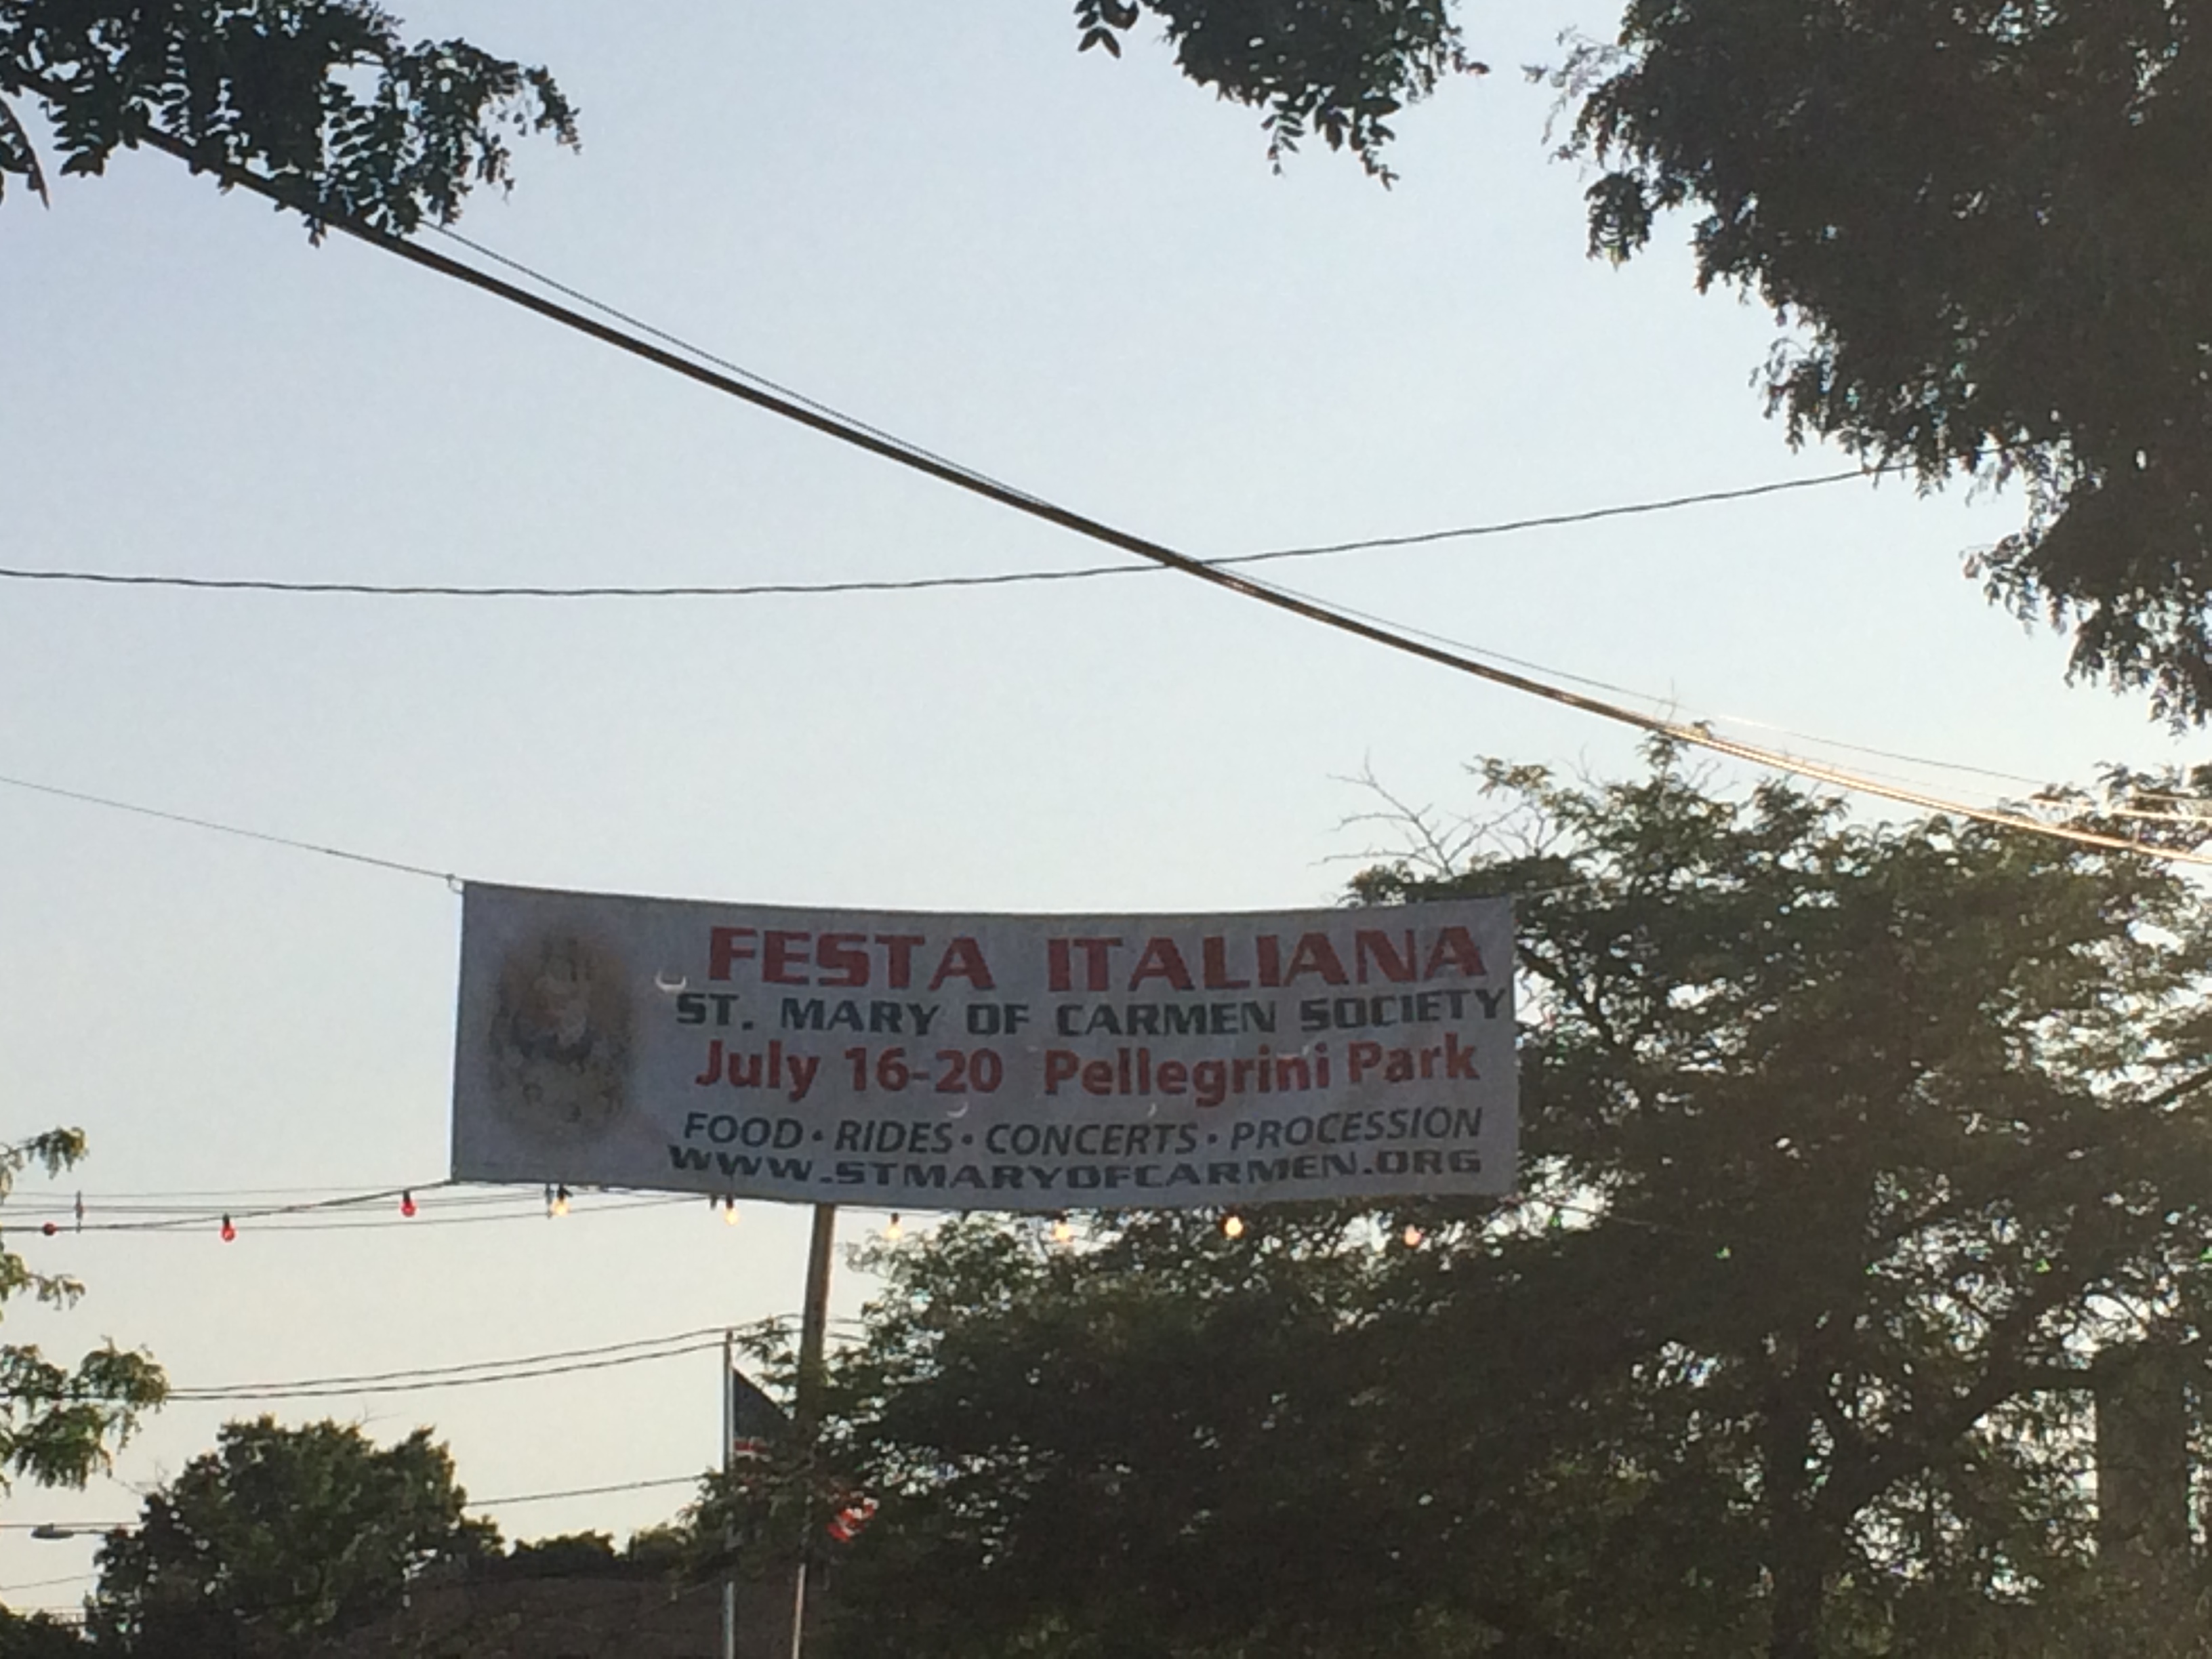 FESTA ITALIANA
ST. MARY OF CARMEN SOCIETY
July 16-20 Pellegrini Park
FOOD • RIDES • CONCERTS • PROCESSION
WWW.STMARYOFCARMEN.ORG